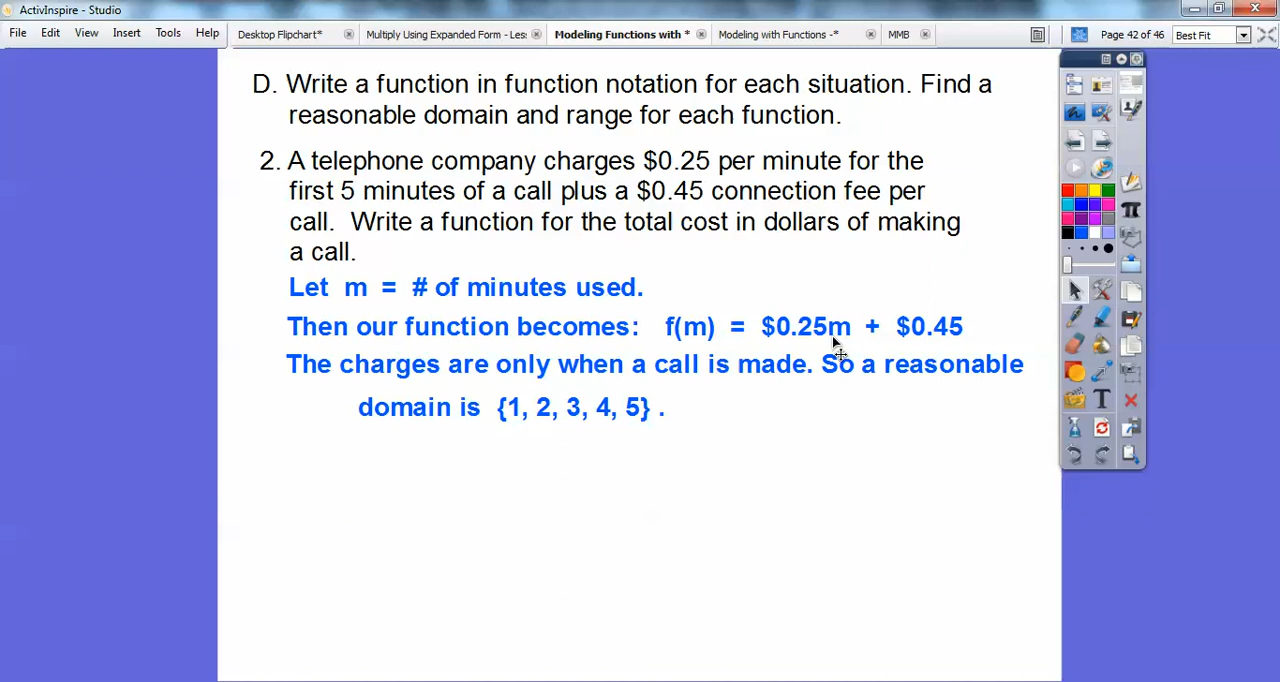 ActivInspire - Studio
File Edit View Insert Tools Help
Desktop Flipchart* Multiply Using Expanded Form - Les: Modeling Functions with * Modeling with Functions -* MMB Page 42 of 46 Best Fit
D. Write a function in function notation for each situation. Find a
reasonable domain and range for each function.
2. A telephone company charges $0.25 per minute for the
first 5 minutes of a call plus a $0.45 connection fee per
call. Write a function for the total cost in dollars of making
a call.
Let m = # of minutes used.
Then our function becomes: f(m) = $0.25m + $0.45
The charges are only when a call is made. So a reasonable
domain is {1, 2, 3, 4, 5} .